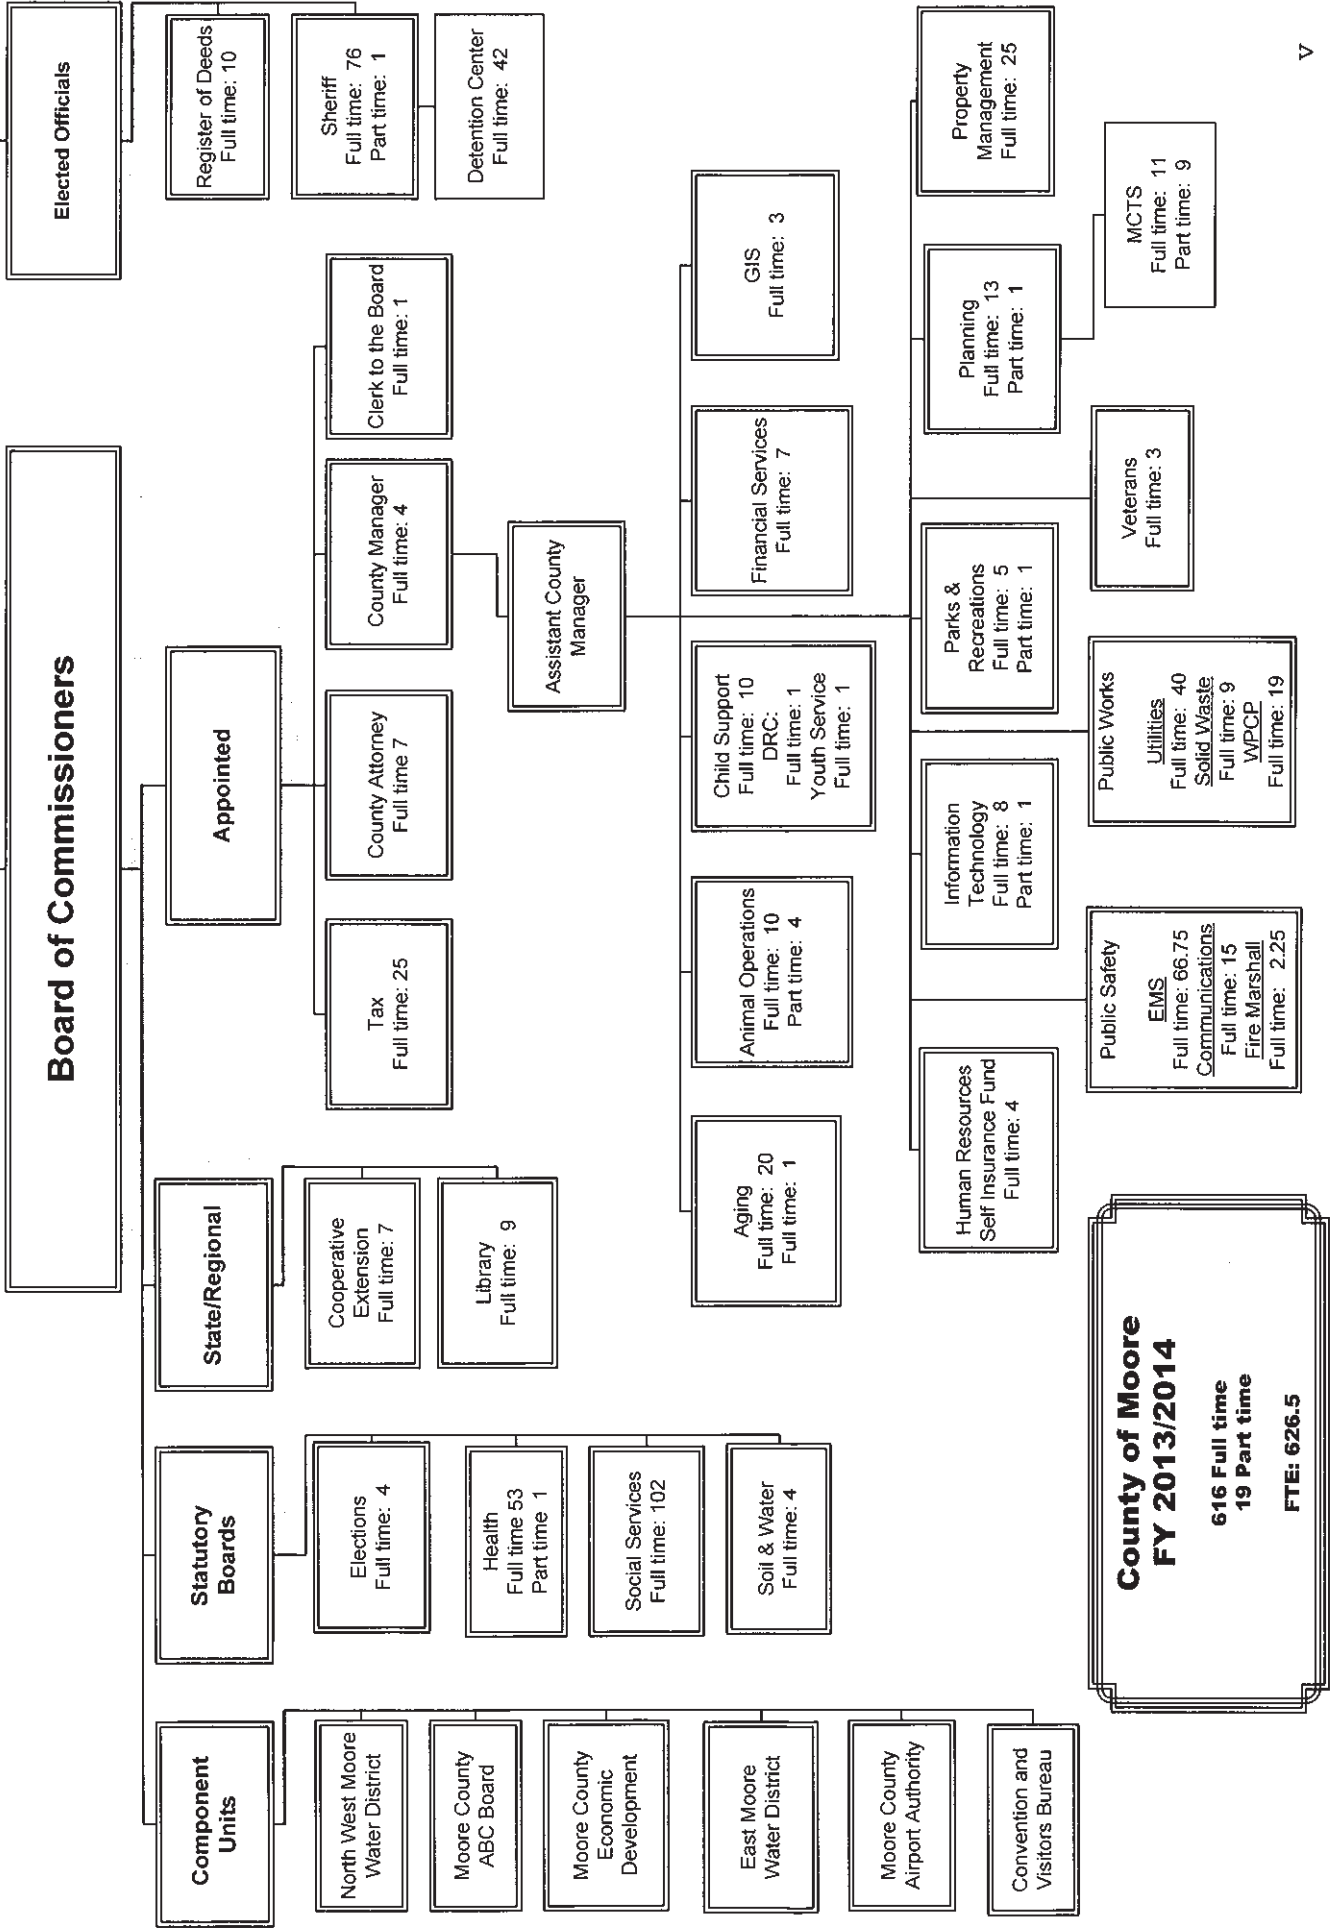 Board of Commissioners
Elected Officials
Register of Deeds
Full time: 10
Sheriff
Full time: 76
Part time: 1
Detention Center
Full time: 42
Component
Units
North West Moore
Water District
Moore County
ABC Board
Moore County
Economic
Development
East Moore
Water District
Moore County
Airport Authority
Convention and
Visitors Bureau
Statutory
Boards
Elections
Full time: 4
Health
Full time 53
Part time 1
Social Services
Full time: 102
Soil & Water
Full time: 4
State/Regional
Cooperative
Extension
Full time: 7
Library
Full time: 9
Appointed
Tax
Full time: 25
County Attorney
Full time 7
County Manager
Full time: 4
Clerk to the Board
Full time: 1
Assistant County
Manager
Aging
Full time: 20
Full time: 1
Animal Operations
Full time: 10
Part time: 4
Child Support
Full time: 10
DRC:
Full time: 1
Youth Service
Full time: 1
Financial Services
Full time: 7
GIS
Full time: 3
Human Resources
Self Insurance Fund
Full time: 4
Information
Technology
Full time: 8
Part time: 1
Parks &
Recreations
Full time: 5
Part time: 1
Planning
Full time: 13
Part time: 1
Property
Management
Full time: 25
Public Safety
EMS
Full time: 66.75
Communications
Full time: 15
Fire Marshall
Full time: 2.25
Public Works
Utilities
Full time: 40
Solid Waste
Full time: 9
WPCP
Full time: 19
Veterans
Full time: 3
MCTS
Full time: 11
Part time: 9
County of Moore
FY 2013/2014
616 Full time
19 Part time
FTE: 626.5
V